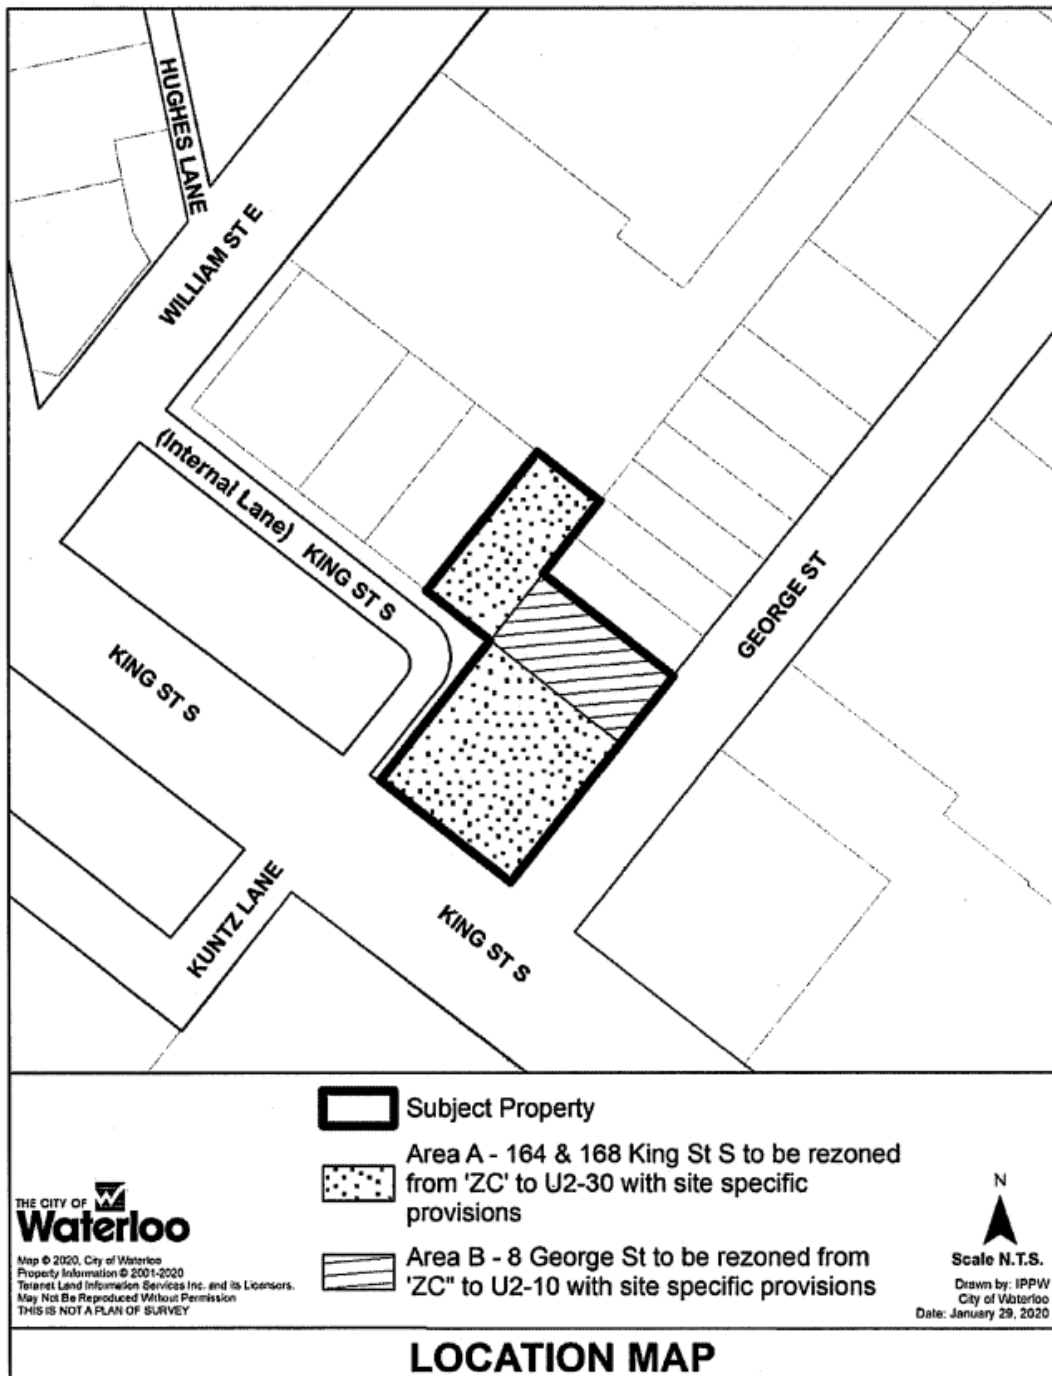 HUGHES LANE
WILLIAM ST E
(Internal Lane) KING ST S
KING ST S
GEORGE ST
KUNTZ LANE
KING ST S
Subject Property
Area A - 164 & 168 King St S to be rezoned
from 'ZC' to U2-30 with site specific
provisions
Area B - 8 George St to be rezoned from
'ZC" to U2-10 with site specific provisions
THE CITY OF
Waterloo
Map © 2020, City of Waterloo
Property Information © 2001-2020
Teranet Land Information Services Inc. and its Licensors.
May Not Be Reproduced Without Permission
THIS IS NOT A PLAN OF SURVEY
N
Scale N.T.S.
Drawn by: IPPW
City of Waterloo
Date: January 29, 2020
LOCATION MAP